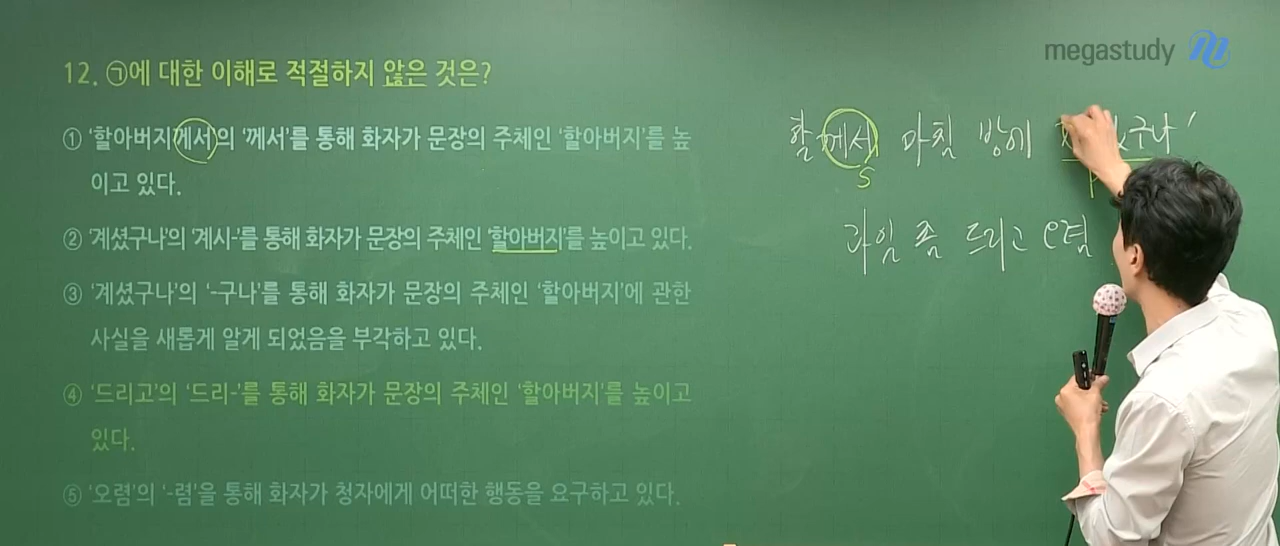 megastudy
12. ㉠에 대한 이해로 적절하지 않은 것은?
① '할아버지께서'의 '께서'를 통해 화자가 문장의 주체인 '할아버지'를 높
이고 있다.
② '계셨구나'의 '계시-'를 통해 화자가 문장의 주체인 '할아버지'를 높이고 있다.
③ '계셨구나'의 '-구나'를 통해 화자가 문장의 주체인 '할아버지'에 관한
사실을 새롭게 알게 되었음을 부각하고 있다.
④ '드리고'의 '드리-'를 통해 화자가 문장의 주체인 '할아버지'를 높이고
있다.
⑤ '오렴'의 '-렴'을 통해 화자가 청자에게 어떠한 행동을 요구하고 있다.
할께서 마침 방에 구나
S
과일 좀 드리고 오렴